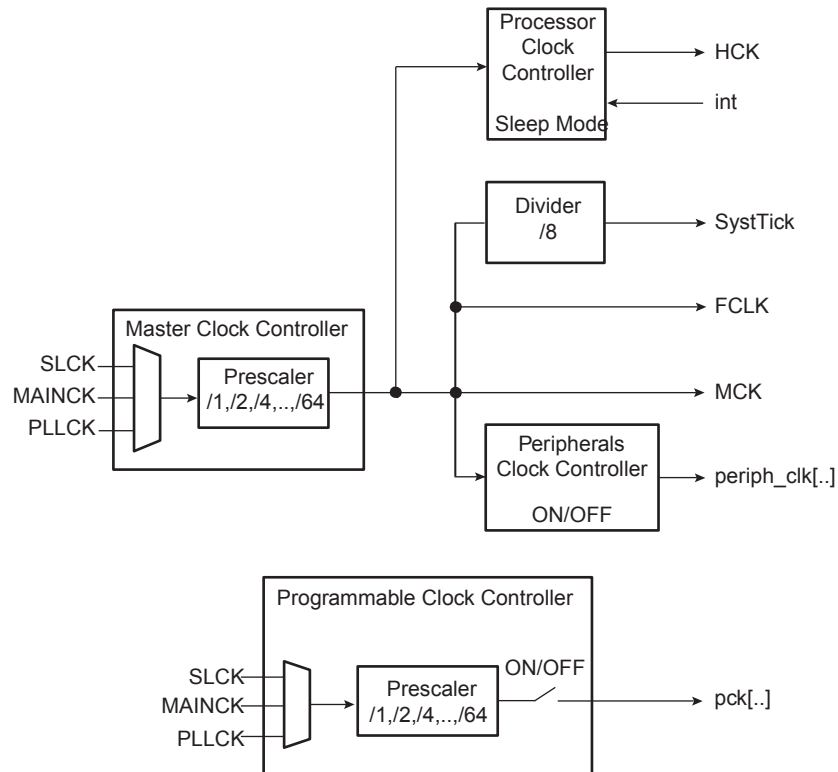 Processor
Clock
Controller
Sleep Mode
HCK
int
Divider
/8
SystTick
FCLK
Master Clock Controller
SLCK
MAINCK
PLLCK
Prescaler
/1,/2,/4,..,/64
MCK
Peripherals
Clock Controller
ON/OFF
periph_clk[..]
Programmable Clock Controller
SLCK
MAINCK
PLLCK
Prescaler
/1,/2,/4,..,/64
ON/OFF
pck[..]